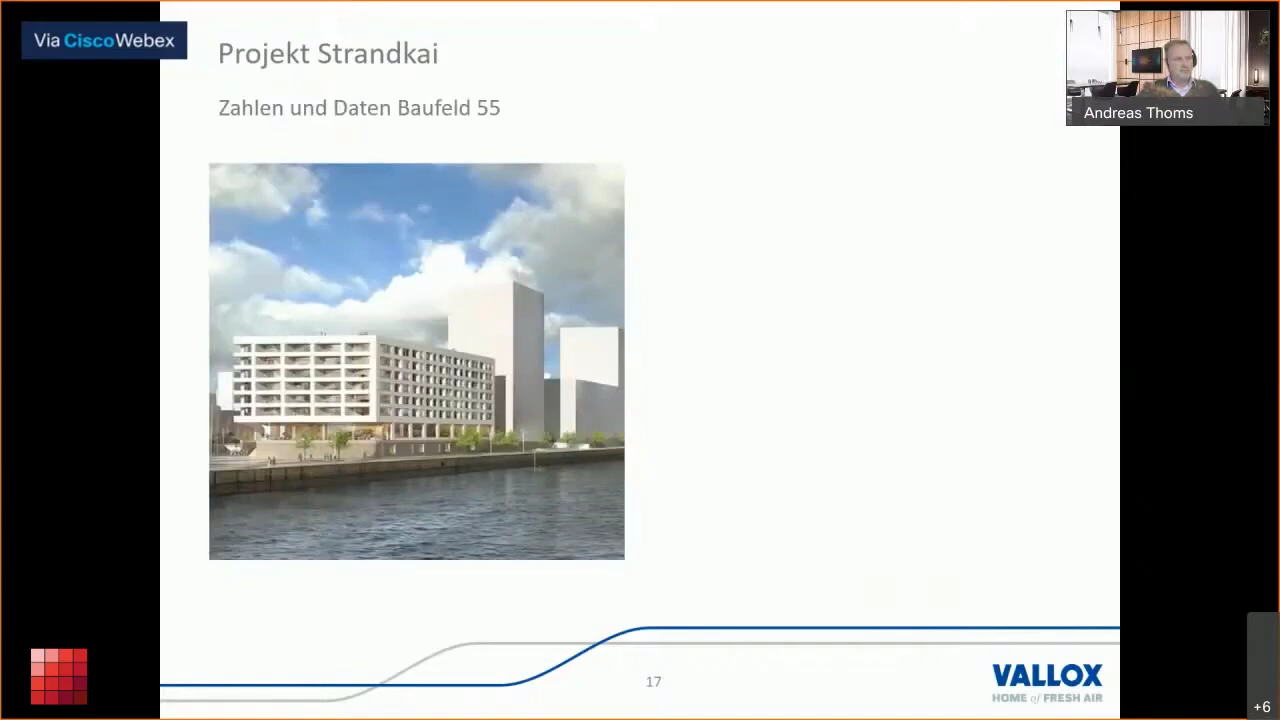 Via CiscoWebex
Projekt Strandkai
Zahlen und Daten Baufeld 55
Andreas Thoms
17
VALLOX
HOME of FRESH AIR
+6